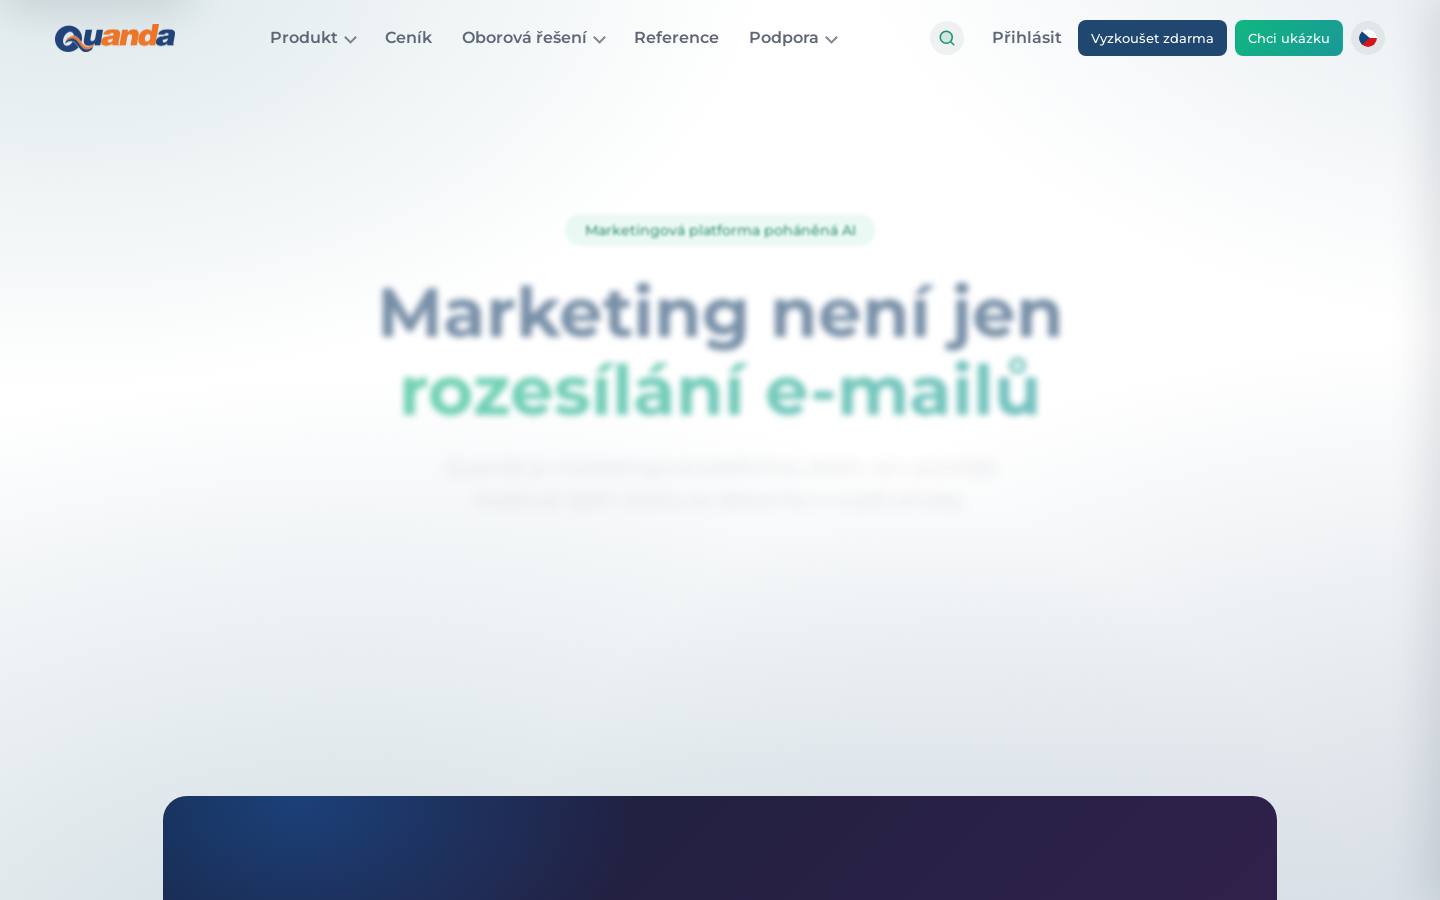 Quanda
Produkt
Ceník
Oborová řešení
Reference
Podpora
Přihlásit
Vyzkoušet zdarma
Chci ukázku
Marketingová platforma poháněná AI
Marketing není jen
rozesílání e-mailů